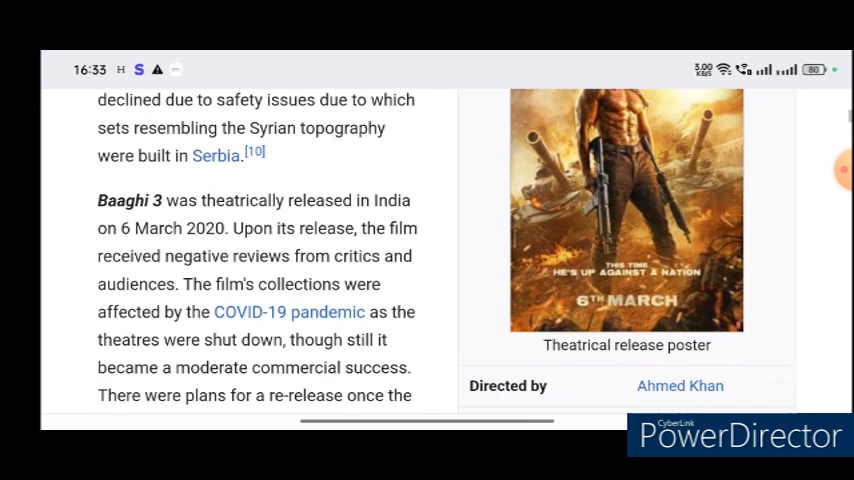 16:33 H S
3.00 KB/S 80
declined due to safety issues due to which
sets resembling the Syrian topography
were built in Serbia.[10]
Baaghi 3 was theatrically released in India
on 6 March 2020. Upon its release, the film
received negative reviews from critics and
audiences. The film's collections were
affected by the COVID-19 pandemic as the
theatres were shut down, though still it
became a moderate commercial success.
There were plans for a re-release once the
THIS TIME
HE'S UP AGAINST A NATION
6TH MARCH
Theatrical release poster
Directed by Ahmed Khan
CyberLink
PowerDirector